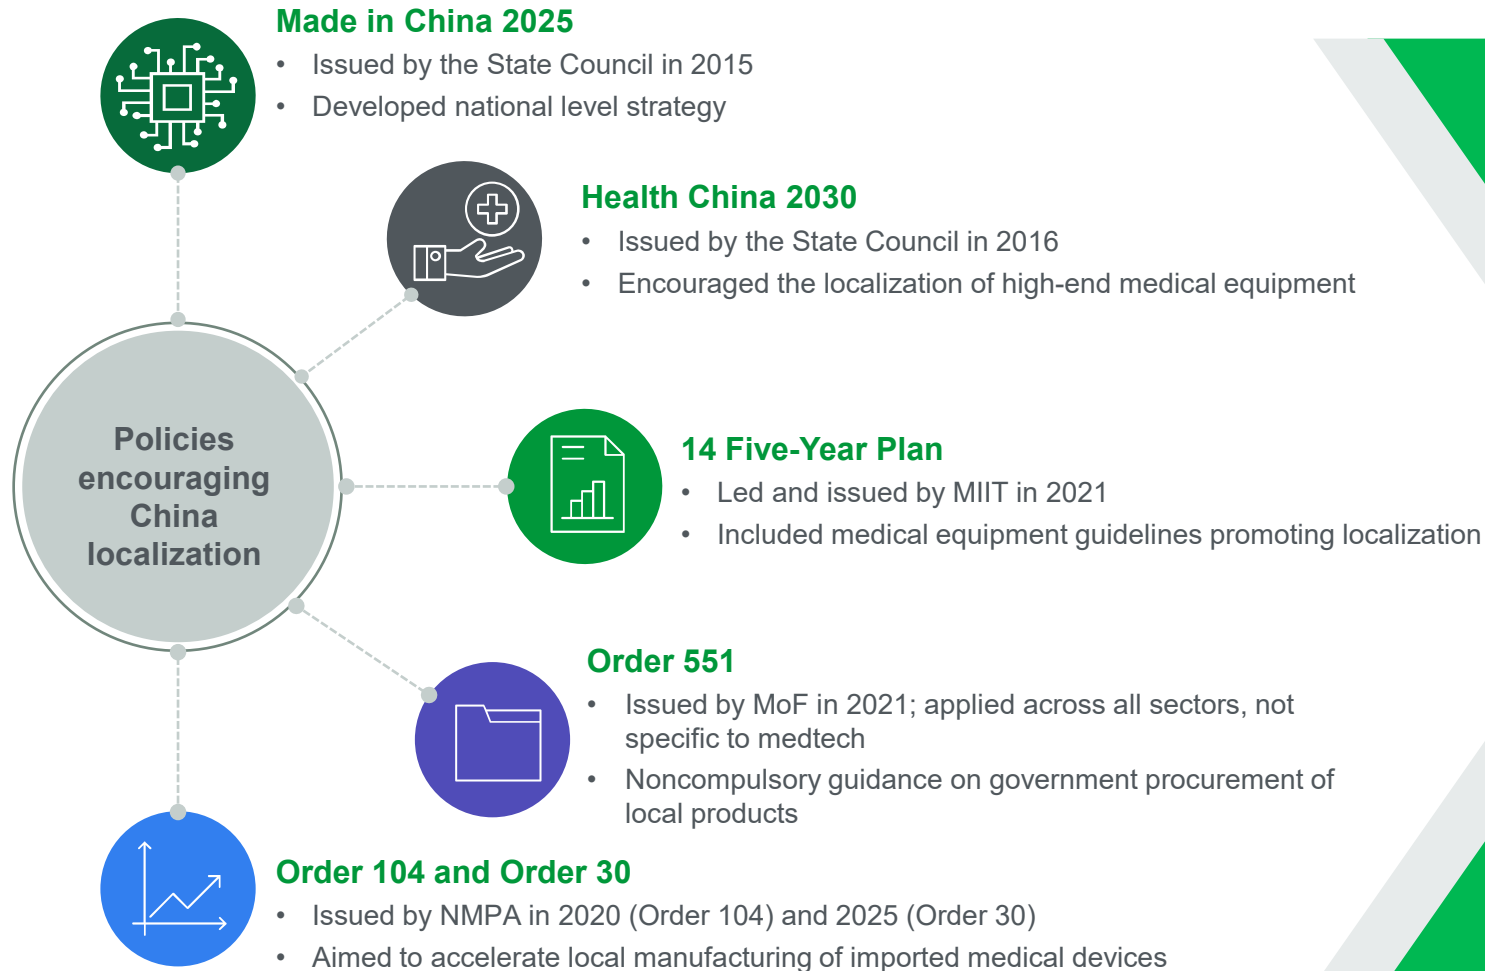 Made in China 2025
• Issued by the State Council in 2015
• Developed national level strategy
Health China 2030
• Issued by the State Council in 2016
• Encouraged the localization of high-end medical equipment
Policies
encouraging
China
localization
14 Five-Year Plan
• Led and issued by MIIT in 2021
• Included medical equipment guidelines promoting localization
Order 551
• Issued by MoF in 2021; applied across all sectors, not
specific to medtech
• Noncompulsory guidance on government procurement of
local products
Order 104 and Order 30
• Issued by NMPA in 2020 (Order 104) and 2025 (Order 30)
• Aimed to accelerate local manufacturing of imported medical devices